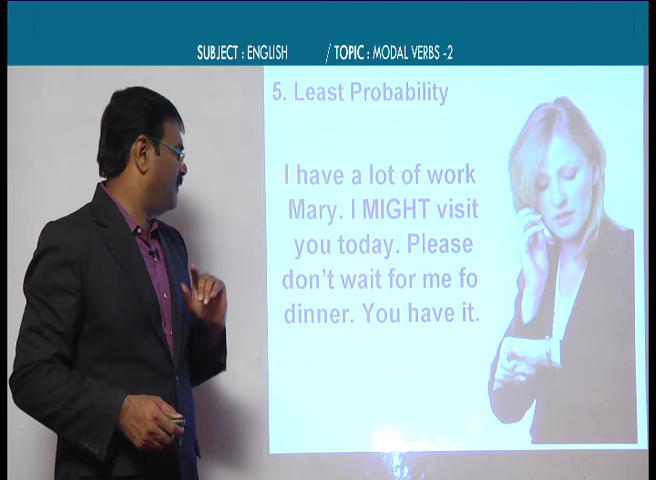 SUBJECT : ENGLISH / TOPIC : MODAL VERBS -2
5. Least Probability
I have a lot of work
Mary. I MIGHT visit
you today. Please
don't wait for me fo
dinner. You have it.